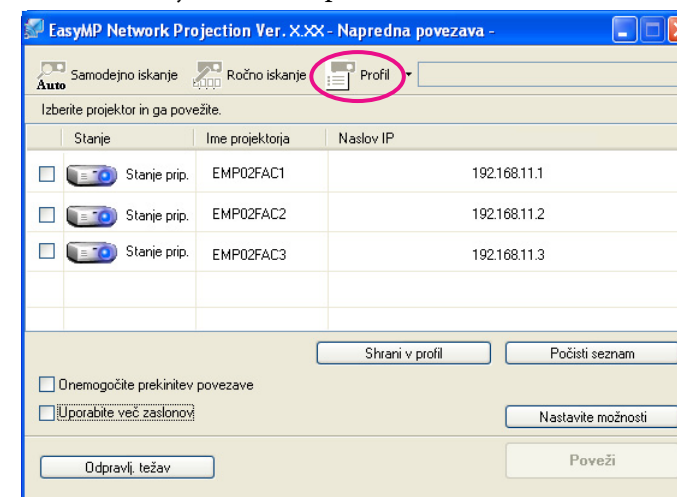 EasyMP Network Projection Ver. X.XX - Napredna povezava -
Auto Samodejno iskanje Ročno iskanje Profil
Izberite projektor in ga povežite.
Stanje Ime projektorja Naslov IP
Stanje prip. EMP02FAC1 192.168.11.1
Stanje prip. EMP02FAC2 192.168.11.2
Stanje prip. EMP02FAC3 192.168.11.3
Shrani v profil Počisti seznam
Onemogočite prekinitev povezave
Uporabite več zaslonov
Nastavite možnosti
Odpravlj. težav Poveži